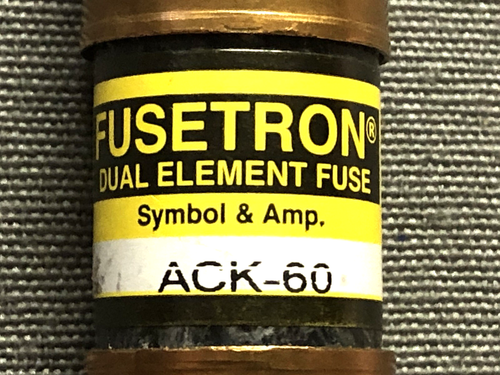 FUSETRON®
DUAL ELEMENT FUSE
Symbol & Amp.
ACK-60